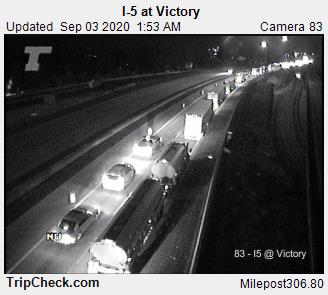 I-5 at Victory
Updated Sep 03 2020 1:53 AM Camera 83
T
N
83 - I5 @ Victory
TripCheck.com Milepost306.80